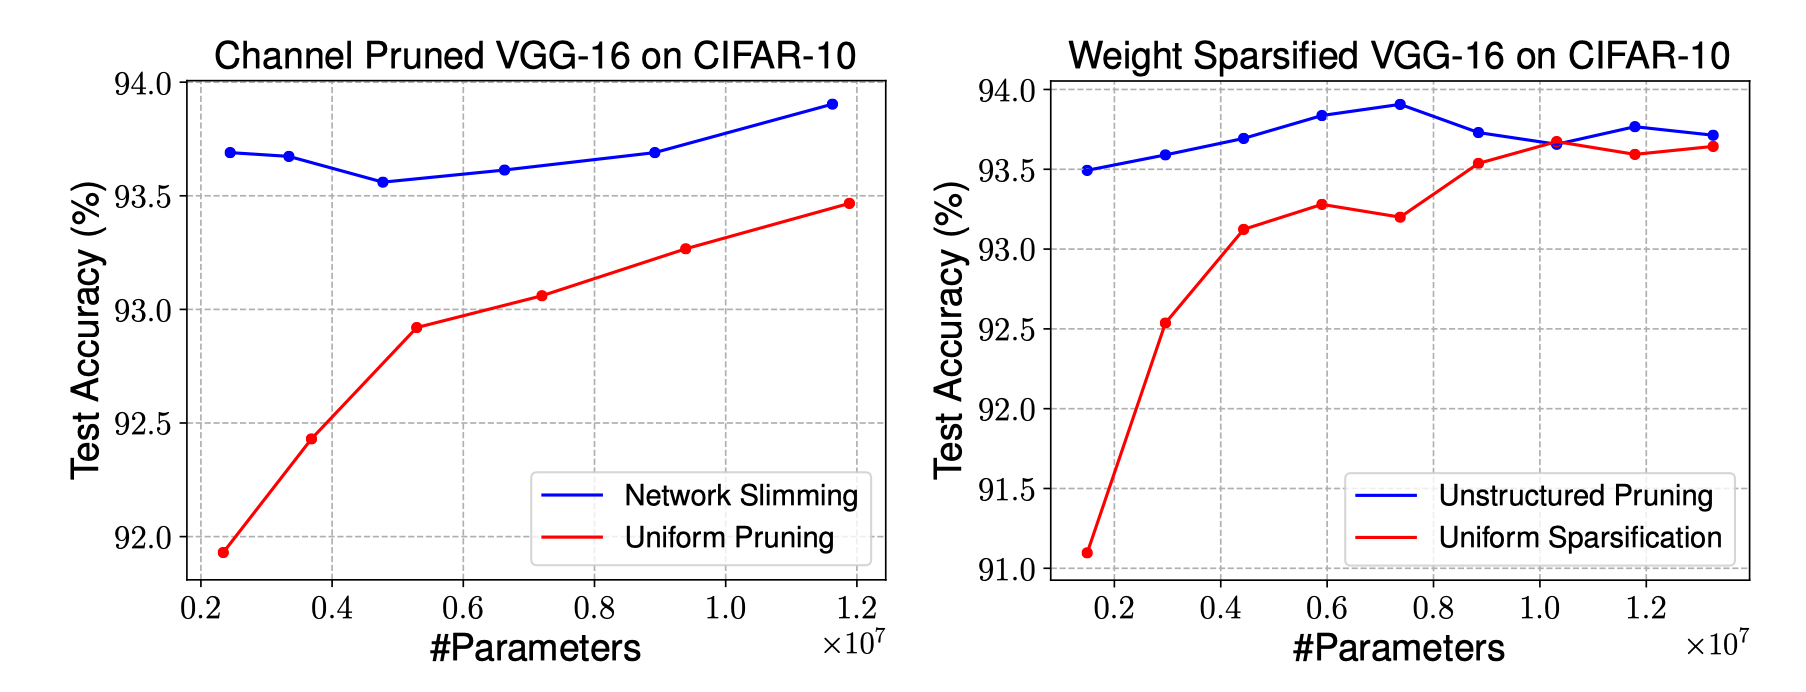 Channel Pruned VGG-16 on CIFAR-10
Test Accuracy (%)
94.0
93.5
93.0
92.5
92.0
Network Slimming
Uniform Pruning
0.2 0.4 0.6 0.8 1.0 1.2
×10⁷
#Parameters
Weight Sparsified VGG-16 on CIFAR-10
Test Accuracy (%)
94.0
93.5
93.0
92.5
92.0
91.5
91.0
Unstructured Pruning
Uniform Sparsification
0.2 0.4 0.6 0.8 1.0 1.2
×10⁷
#Parameters